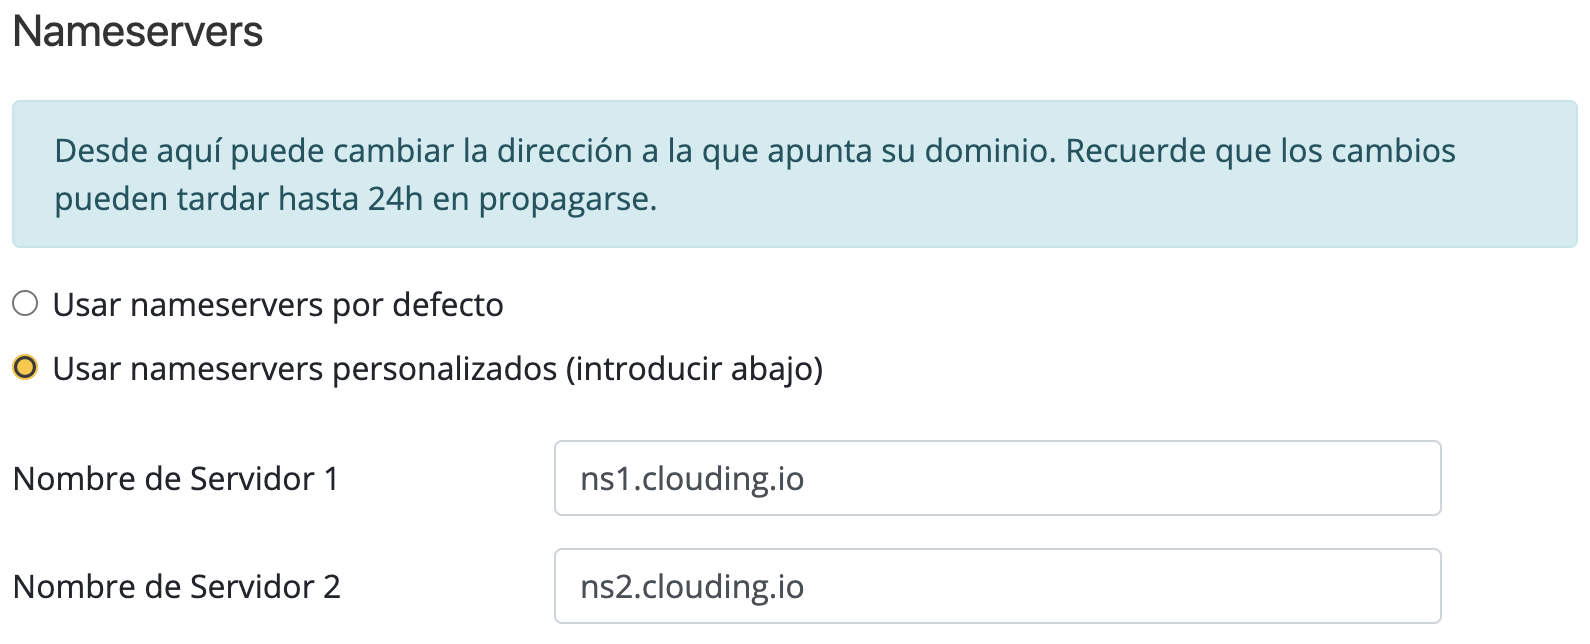 Nameservers
Desde aquí puede cambiar la dirección a la que apunta su dominio. Recuerde que los cambios
pueden tardar hasta 24h en propagarse.
Usar nameservers por defecto
Usar nameservers personalizados (introducir abajo)
Nombre de Servidor 1 ns1.clouding.io
Nombre de Servidor 2 ns2.clouding.io